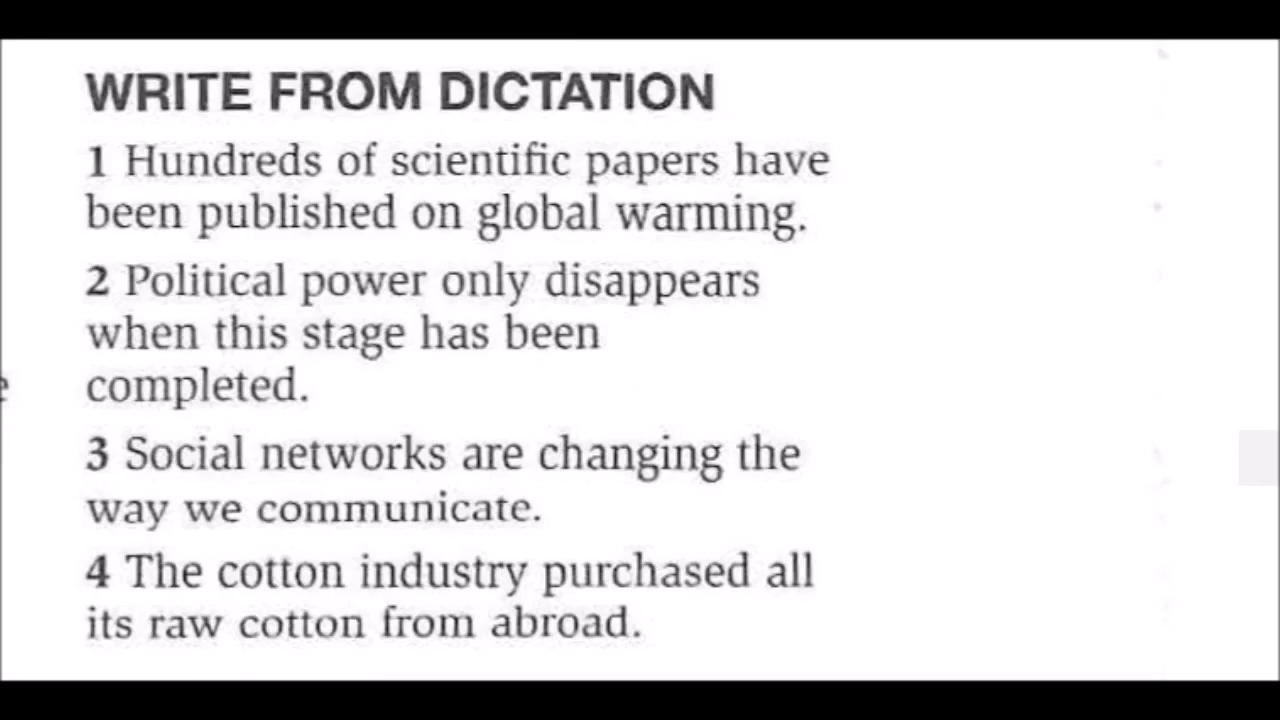 WRITE FROM DICTATION
1 Hundreds of scientific papers have
been published on global warming.
2 Political power only disappears
when this stage has been
completed.
3 Social networks are changing the
way we communicate.
4 The cotton industry purchased all
its raw cotton from abroad.